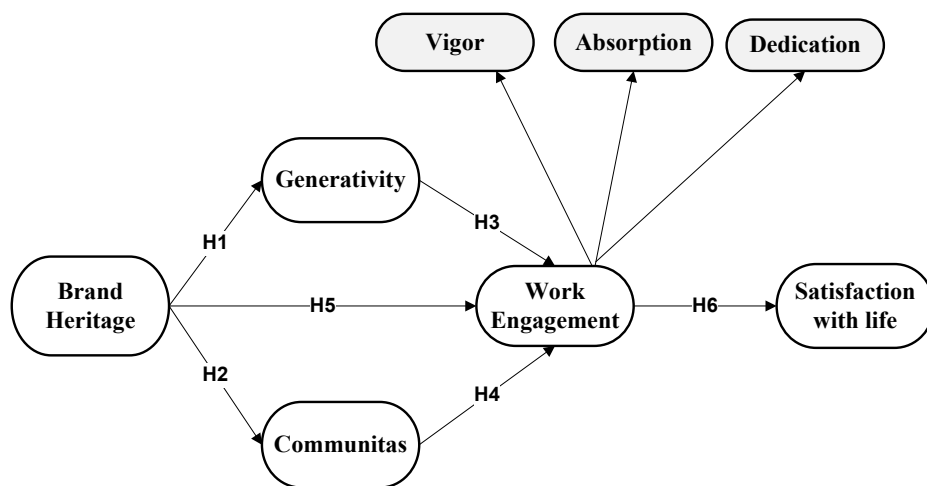 Vigor
Absorption
Dedication
Generativity
H3
H1
Brand
Heritage
H5
Work
Engagement
H6
Satisfaction
with life
H2
H4
Communitas